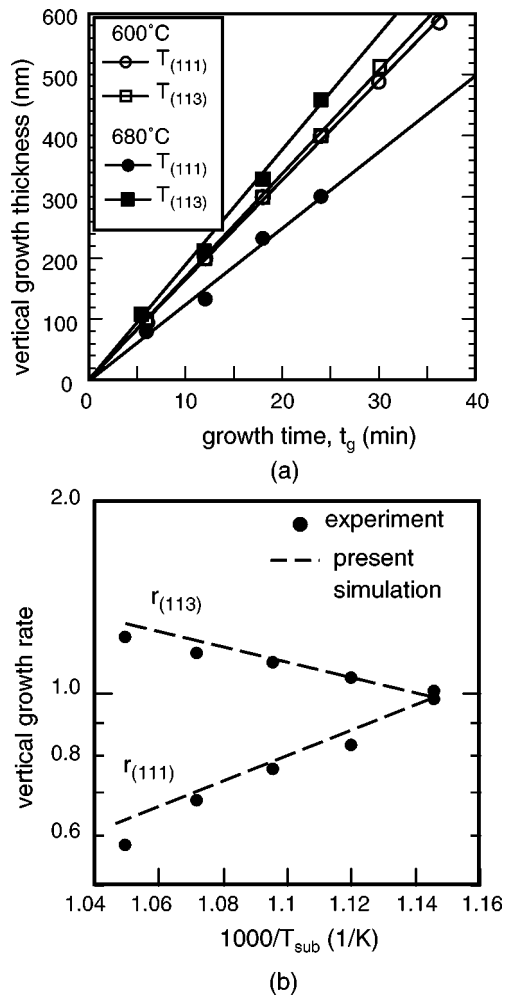 600
500
400
300
200
100
0
vertical growth thickness (nm)
600˚C
T(111)
T(113)
680˚C
T(111)
T(113)
0 10 20 30 40
growth time, tg (min)
(a)
2.0
1.0
0.8
0.6
vertical growth rate
experiment
present
simulation
r(113)
r(111)
1.04 1.06 1.08 1.1 1.12 1.14 1.16
1000/Tsub (1/K)
(b)